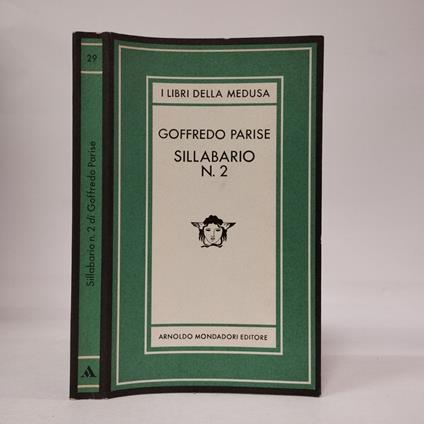 29
Sillabario n. 2 di Goffredo Parise
I LIBRI DELLA MEDUSA
GOFFREDO PARISE
SILLABARIO
N. 2
ARNOLDO MONDADORI EDITORE